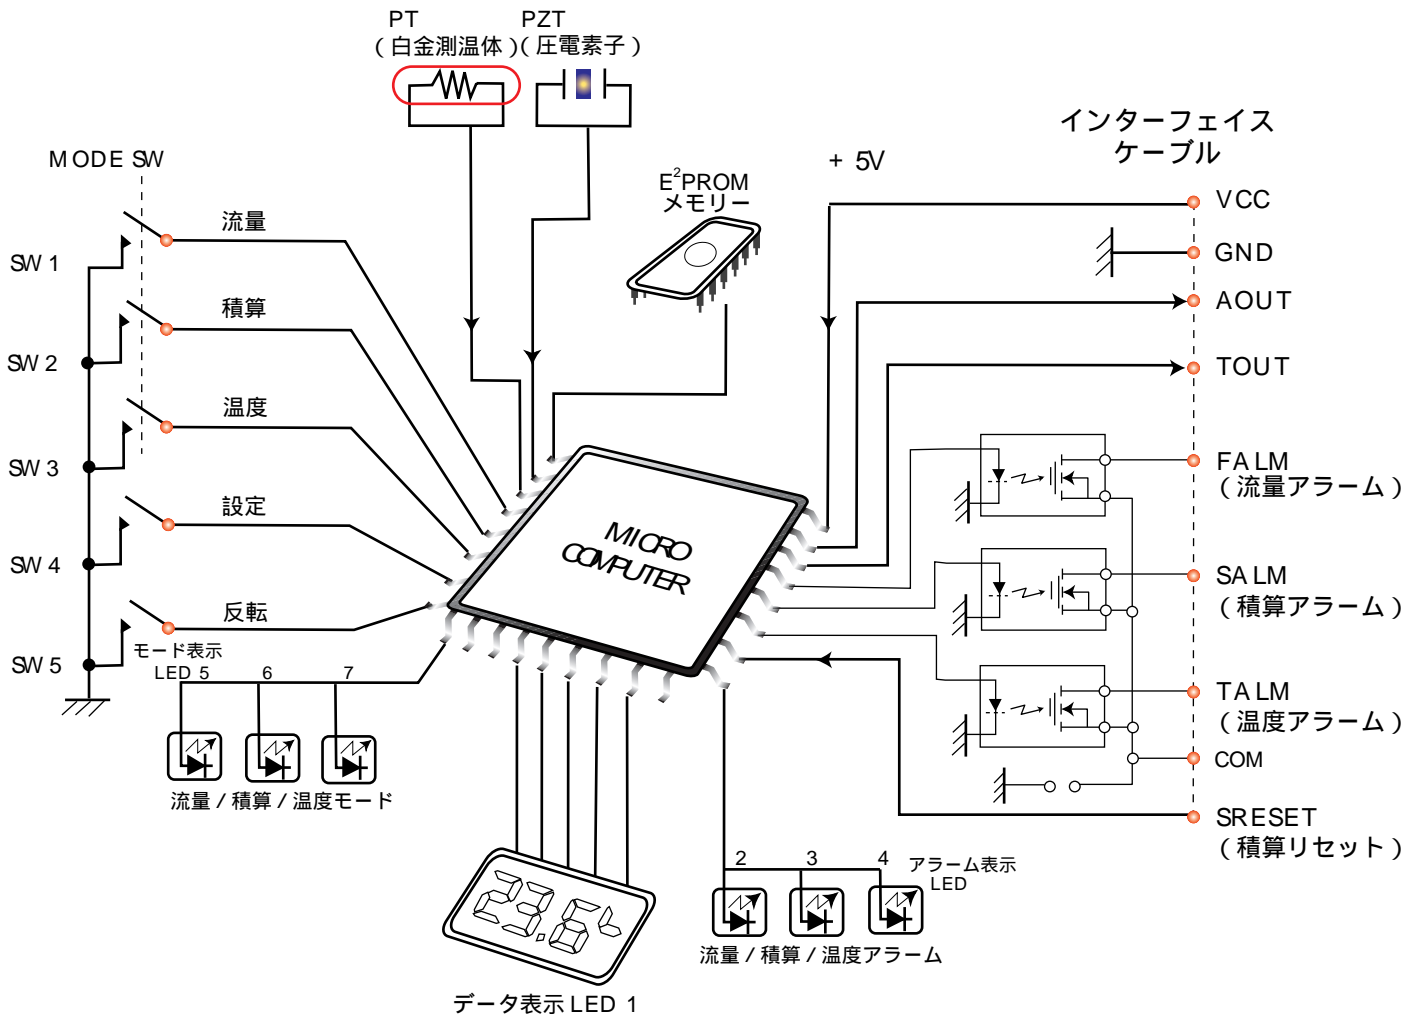 PT
（白金測温体）
PZT
（圧電素子）
インターフェイス
ケーブル
MODE SW
+ 5V
E²PROM
メモリー
VCC
GND
AOUT
TOUT
FALM
（流量アラーム）
SALM
（積算アラーム）
TALM
（温度アラーム）
COM
SRESET
（積算リセット）
流量
SW 1
積算
SW 2
温度
SW 3
設定
SW 4
反転
SW 5
モード表示
LED 5 6 7
流量 / 積算 / 温度モード
MICRO
COMPUTER
23.6℃
データ表示 LED 1
2 3 4
アラーム表示
LED
流量 / 積算 / 温度アラーム